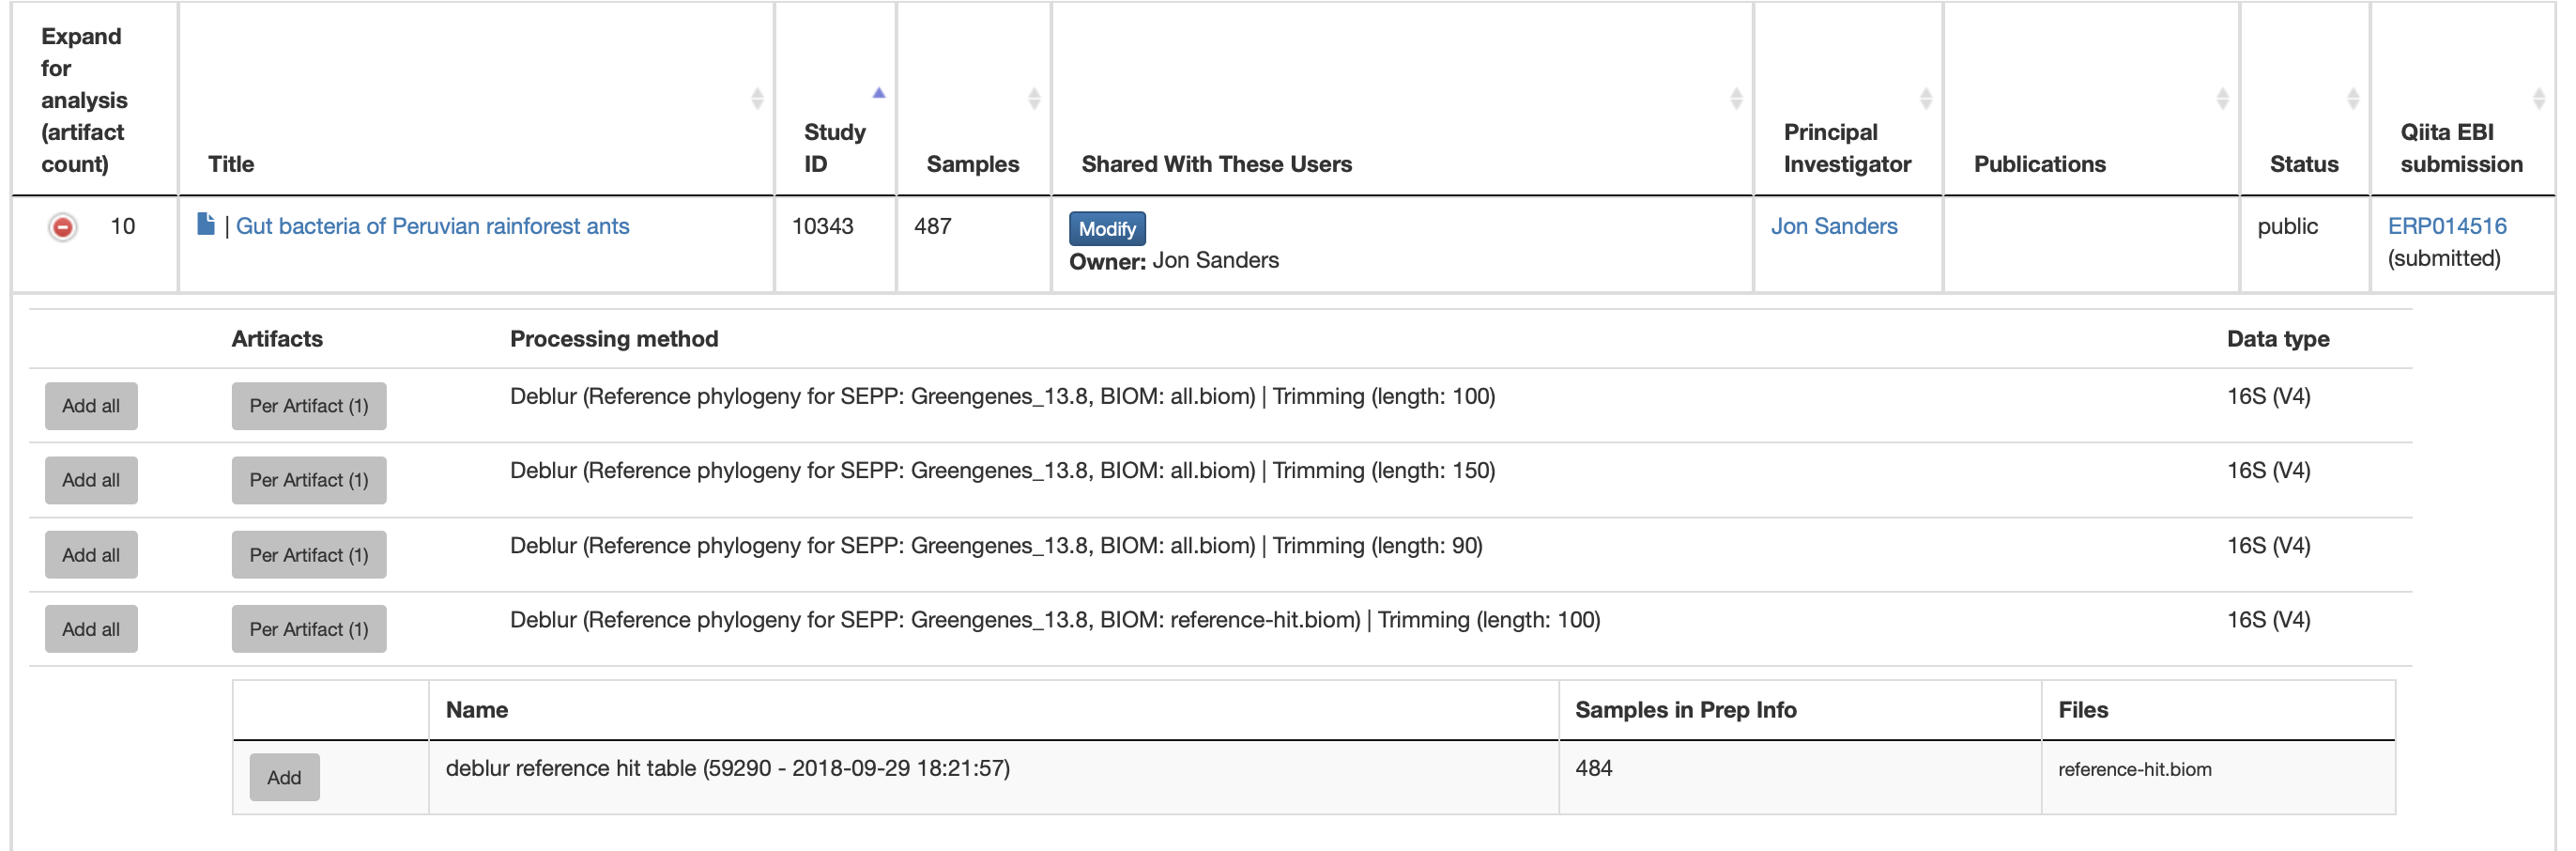 Expand
for
analysis
(artifact
count)
Title
Study
ID
Samples
Shared With These Users
Principal
Investigator
Publications
Status
Qiita EBI
submission
10 | Gut bacteria of Peruvian rainforest ants 10343 487 Modify Jon Sanders public ERP014516
Owner: Jon Sanders (submitted)
Artifacts Processing method Data type
Add all Per Artifact (1) Deblur (Reference phylogeny for SEPP: Greengenes_13.8, BIOM: all.biom) | Trimming (length: 100) 16S (V4)
Add all Per Artifact (1) Deblur (Reference phylogeny for SEPP: Greengenes_13.8, BIOM: all.biom) | Trimming (length: 150) 16S (V4)
Add all Per Artifact (1) Deblur (Reference phylogeny for SEPP: Greengenes_13.8, BIOM: all.biom) | Trimming (length: 90) 16S (V4)
Add all Per Artifact (1) Deblur (Reference phylogeny for SEPP: Greengenes_13.8, BIOM: reference-hit.biom) | Trimming (length: 100) 16S (V4)
Name Samples in Prep Info Files
Add deblur reference hit table (59290 - 2018-09-29 18:21:57) 484 reference-hit.biom